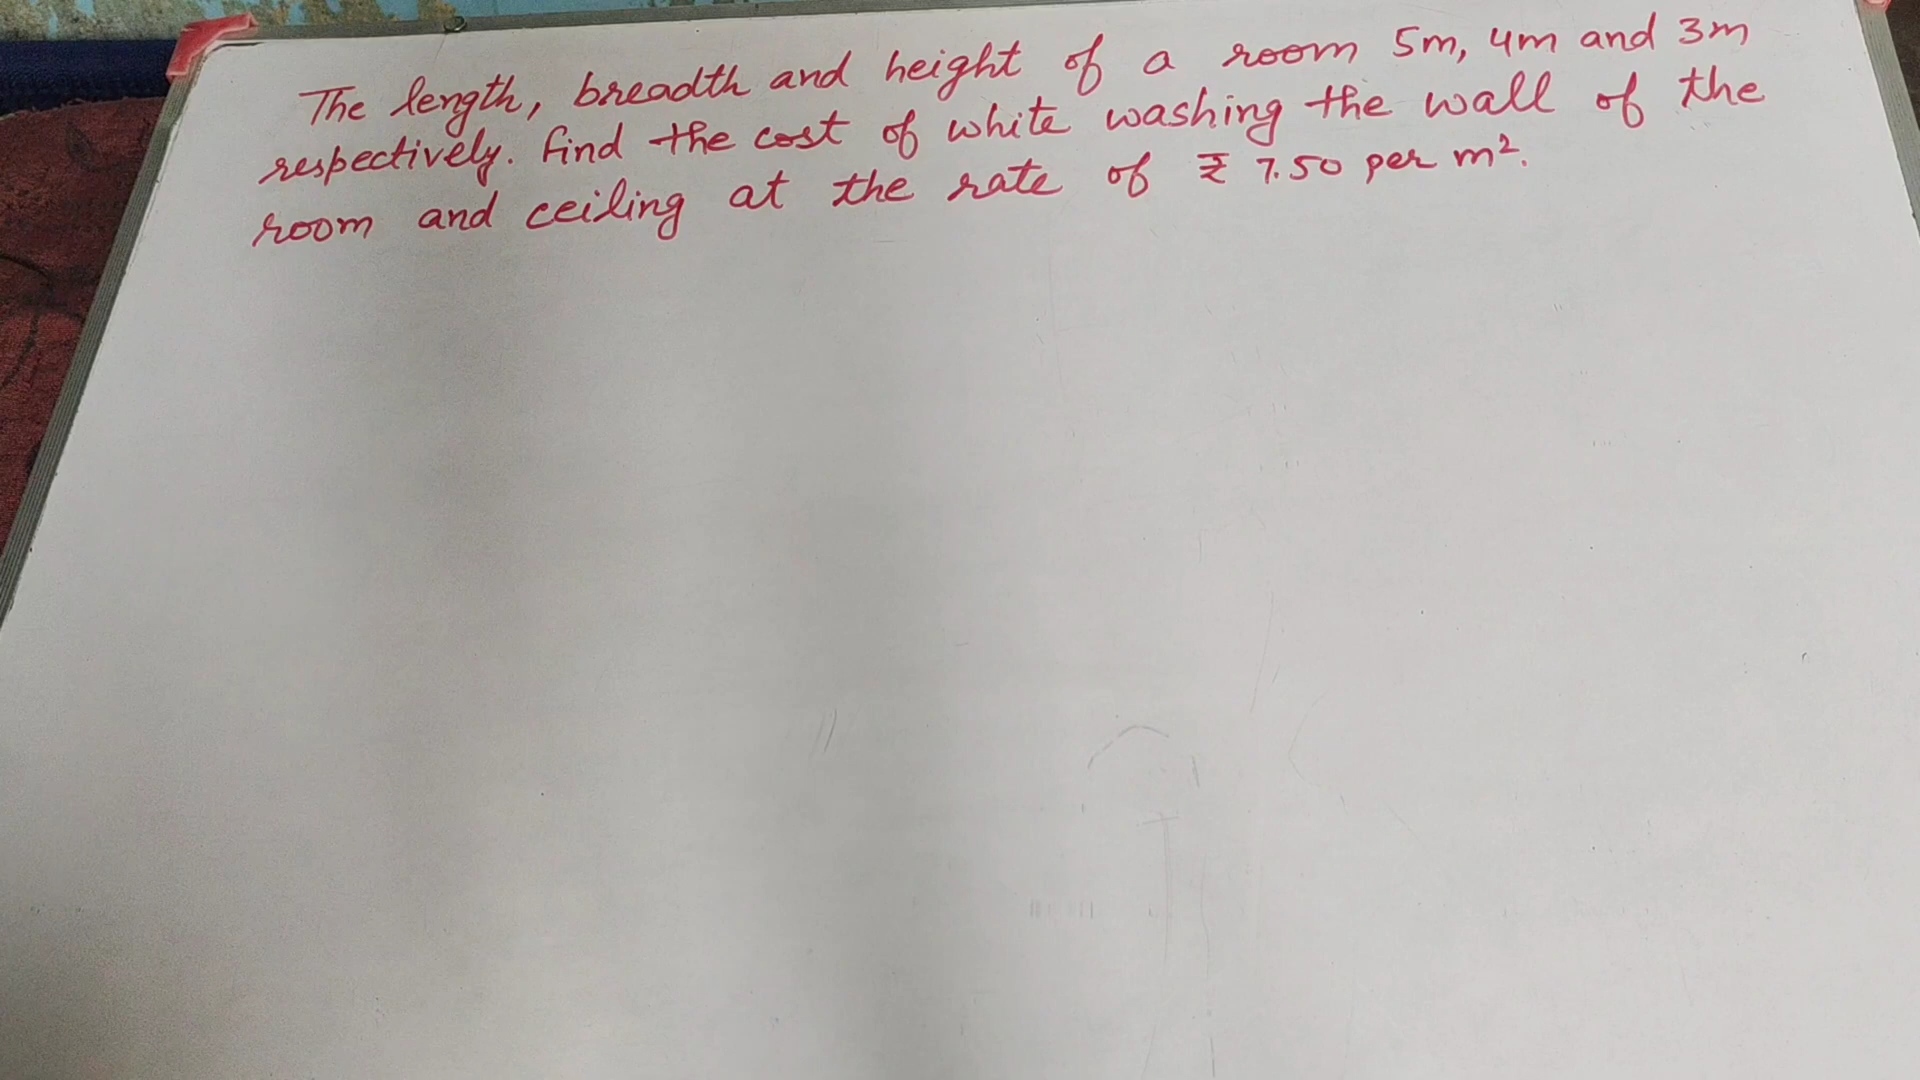 The length, breadth and height of a room 5m, 4m and 3m
respectively. find the cost of white washing the wall of the
room and ceiling at the rate of ₹ 7.50 per m².